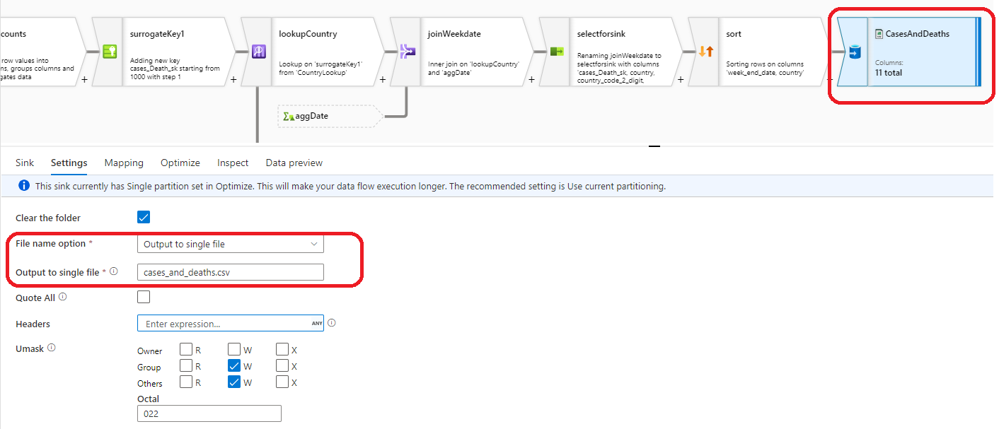 counts
row values into
ns, groups columns and
gates data
surrogateKey1
Adding new key
cases_Death_sk starting from
1000 with step 1
lookupCountry
Lookup on 'surrogateKey1'
from 'CountryLookup'
joinWeekdate
Inner join on 'lookupCountry'
and 'aggDate'
selectforsink
Renaming joinWeekdate to
selectforsink with columns
'cases_Death_sk, country,
country_code_2_digit,
sort
Sorting rows on columns
'week_end_date, country'
CasesAndDeaths
Columns:
11 total
+ + + + + +
aggDate
Sink Settings Mapping Optimize Inspect Data preview
This sink currently has Single partition set in Optimize. This will make your data flow execution longer. The recommended setting is Use current partitioning.
Clear the folder
File name option * Output to single file
Output to single file * cases_and_deaths.csv
Quote All
Headers Enter expression... ANY
Umask
Owner R W X
Group R W X
Others R W X
Octal
022